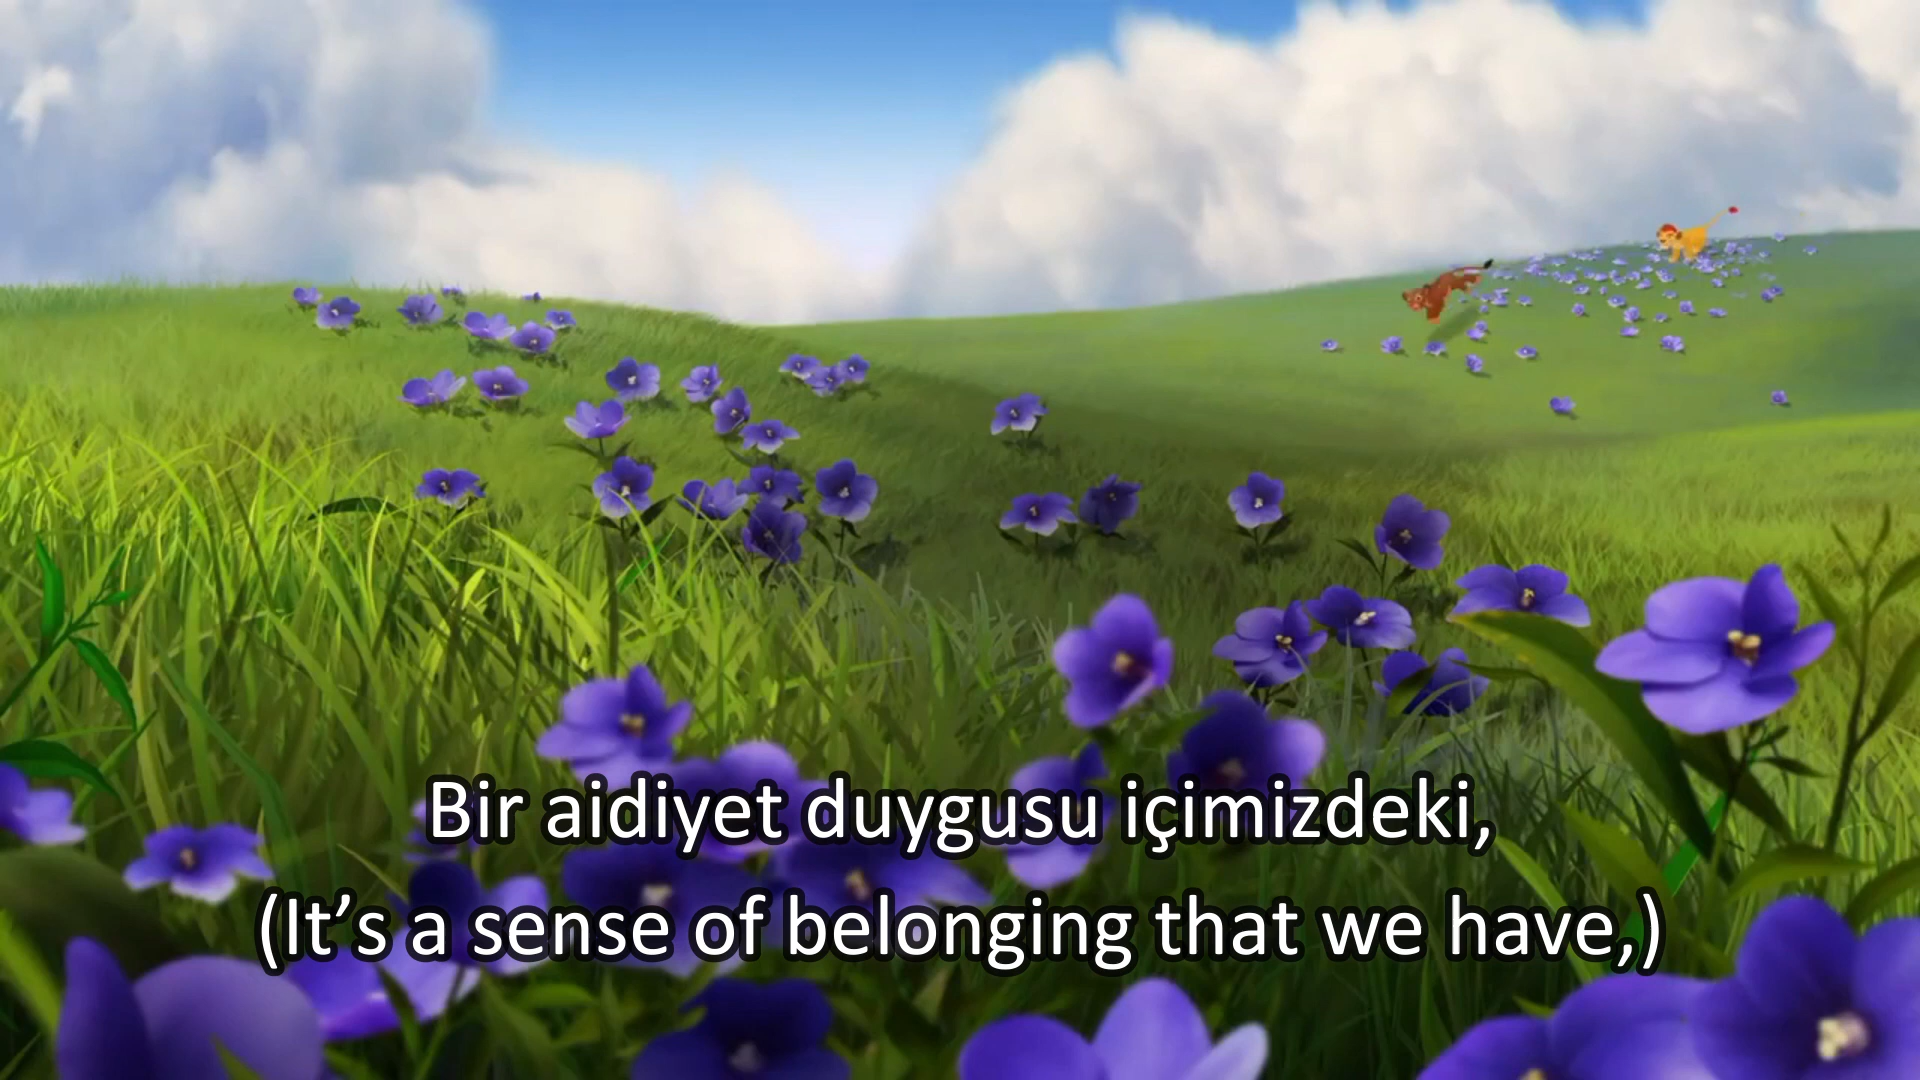 Bir aidiyet duygusu içimizdeki,
(It’s a sense of belonging that we have,)